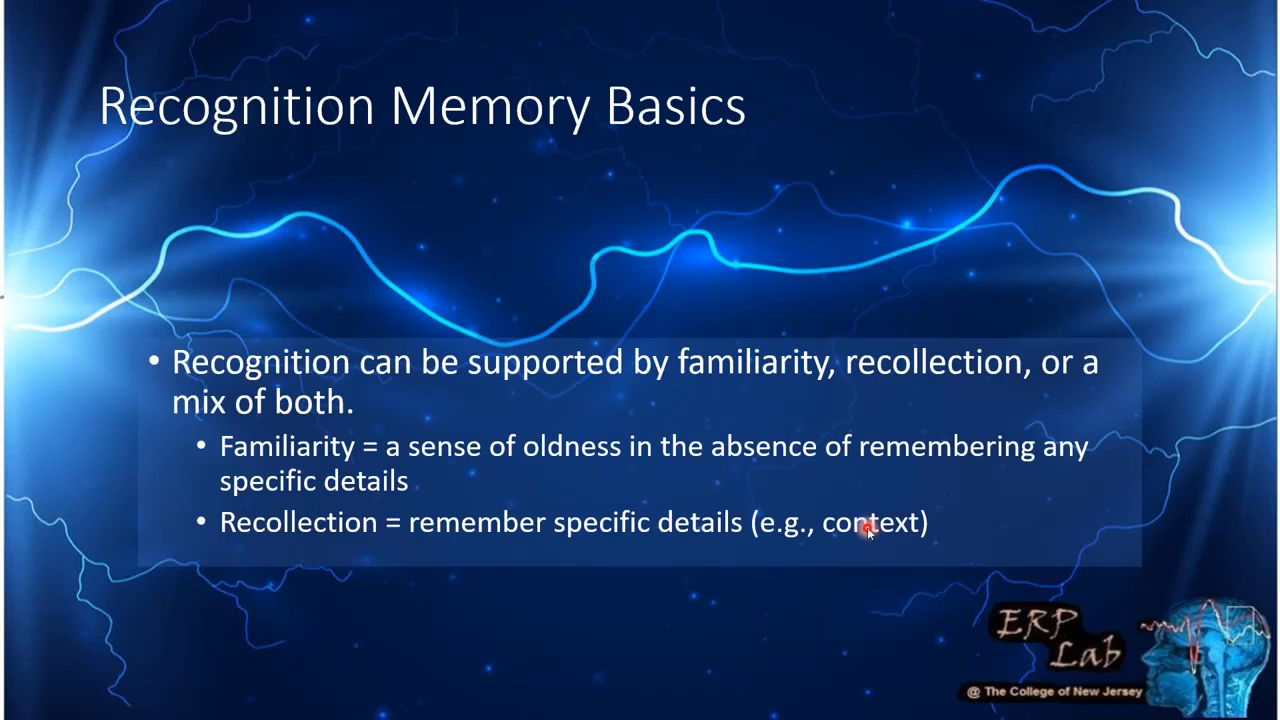 Recognition Memory Basics
• Recognition can be supported by familiarity, recollection, or a
mix of both.
• Familiarity = a sense of oldness in the absence of remembering any
specific details
• Recollection = remember specific details (e.g., context)
ERP
Lab
@ The College of New Jersey